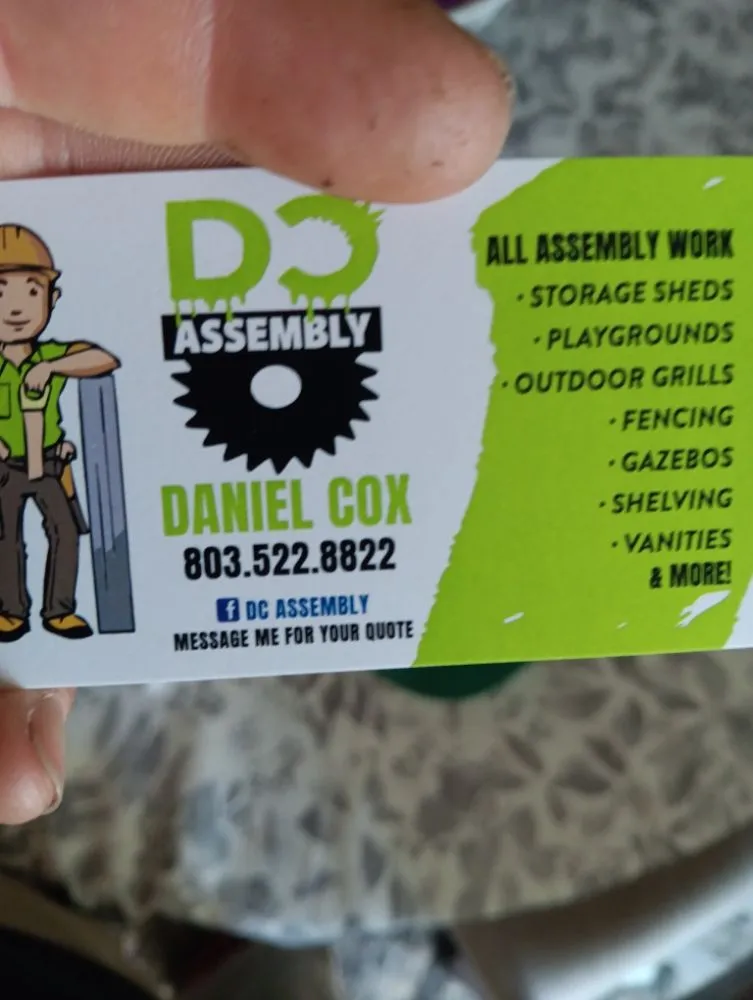 DC
ASSEMBLY
DANIEL COX
803.522.8822
f DC ASSEMBLY
MESSAGE ME FOR YOUR QUOTE
ALL ASSEMBLY WORK
· STORAGE SHEDS
· PLAYGROUNDS
· OUTDOOR GRILLS
· FENCING
· GAZEBOS
· SHELVING
· VANITIES
& MORE!